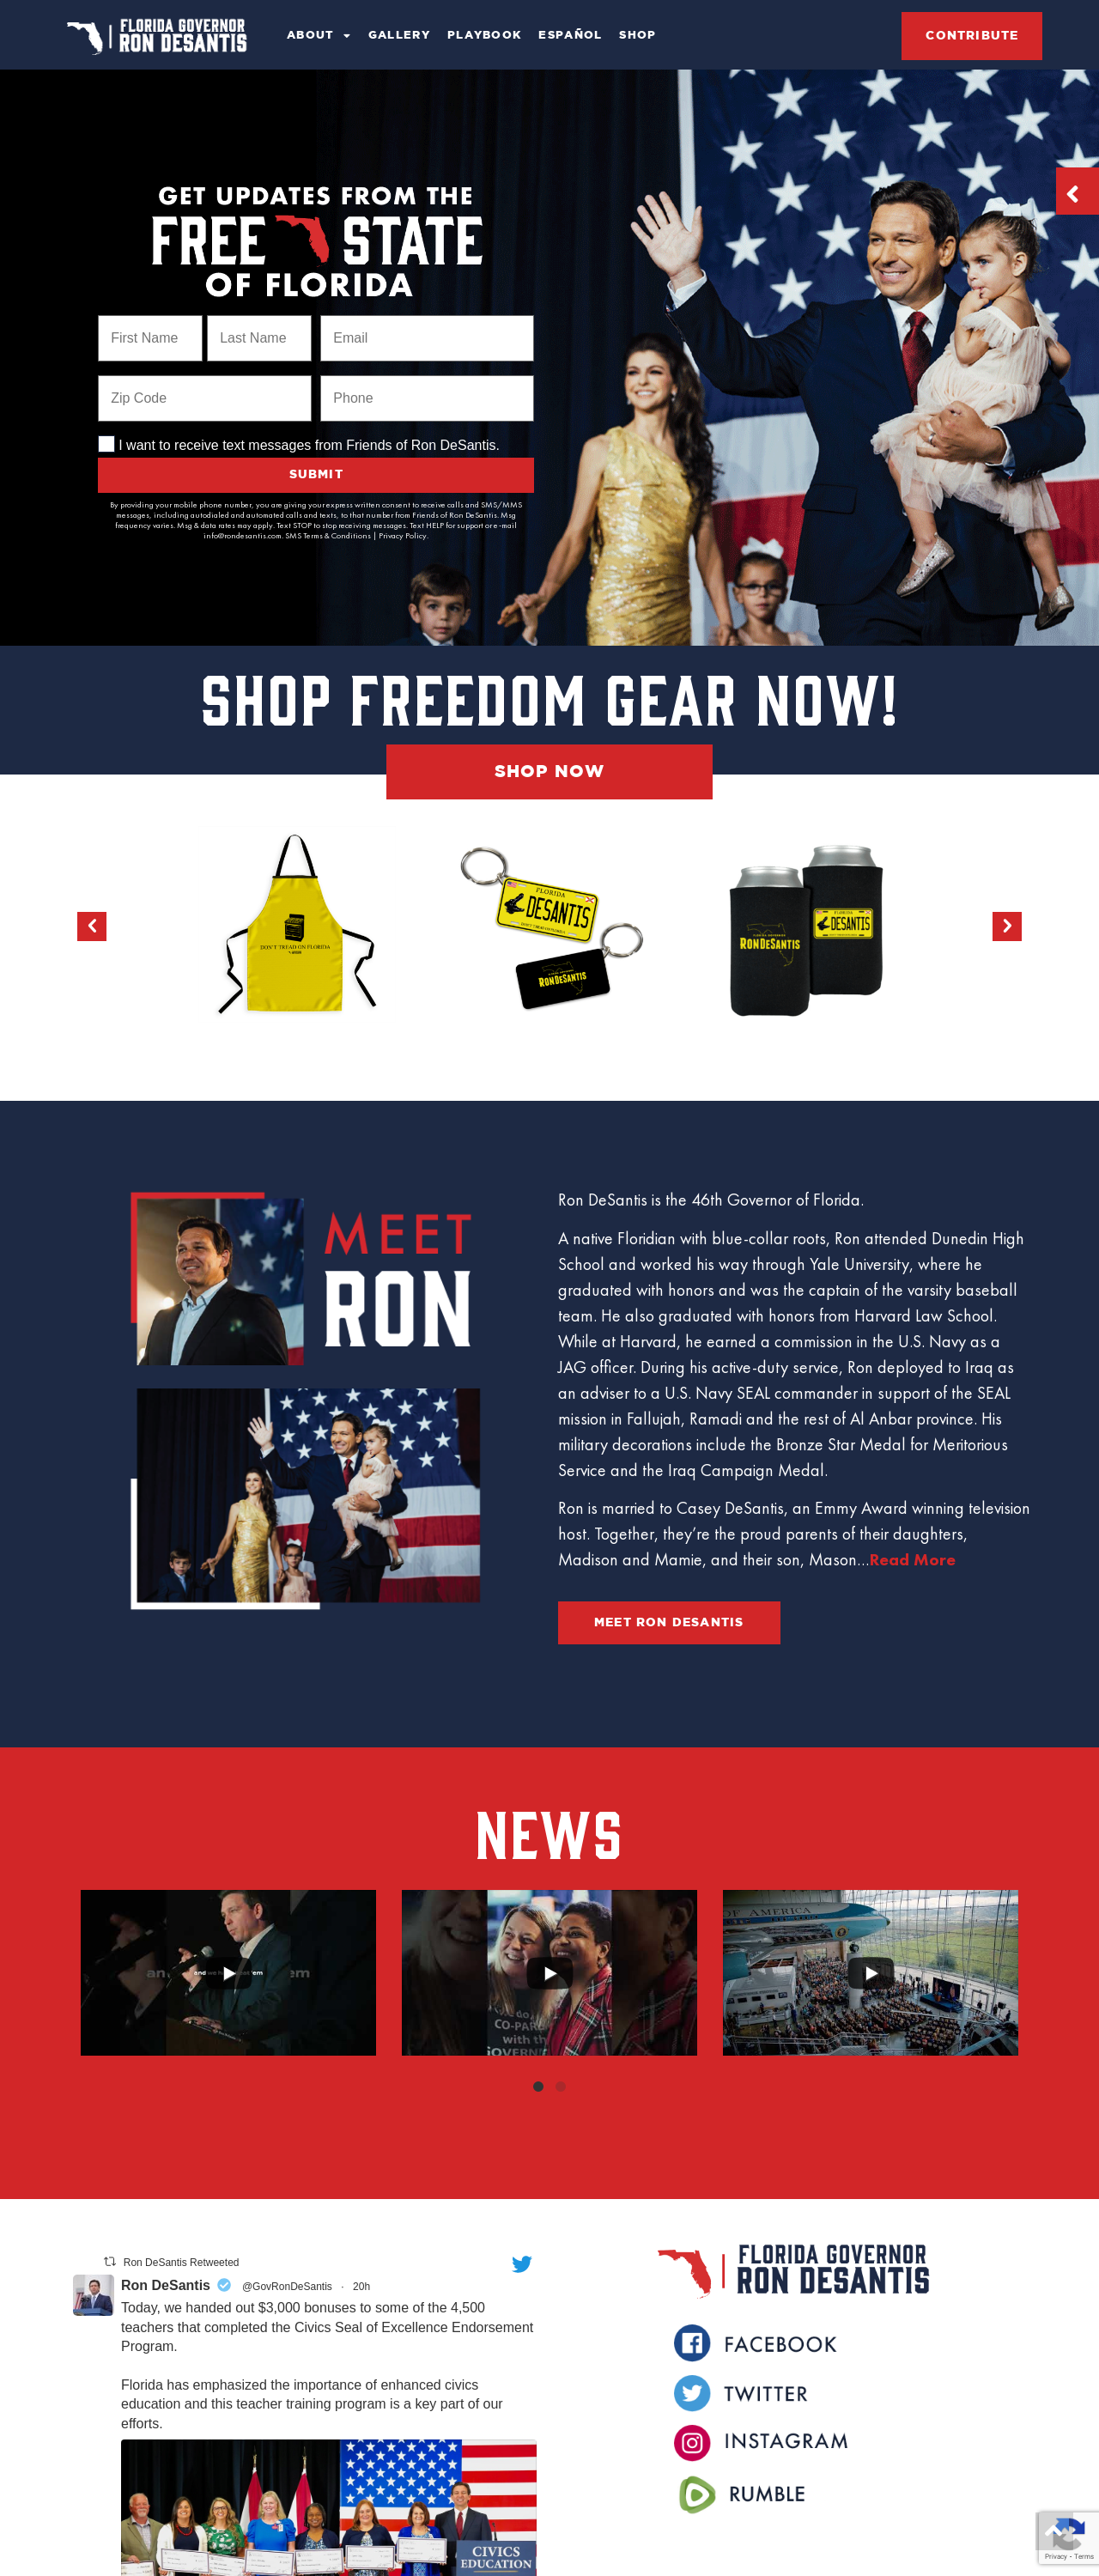 FLORIDA GOVERNOR
RON DESANTIS
ABOUT
GALLERY
PLAYBOOK
ESPAÑOL
SHOP
CONTRIBUTE
GET UPDATES FROM THE
FREE STATE
OF FLORIDA
First Name
Last Name
Email
Zip Code
Phone
I want to receive text messages from Friends of Ron DeSantis.
SUBMIT
By providing your mobile phone number, you are giving your express written consent to receive calls and SMS/MMS
messages, including autodialed and automated calls and texts, to that number from Friends of Ron DeSantis. Msg
frequency varies. Msg & data rates may apply. Text STOP to stop receiving messages. Text HELP for support or e-mail
info@rondesantis.com. SMS Terms & Conditions | Privacy Policy.
SHOP FREEDOM GEAR NOW!
SHOP NOW
DON'T TREAD ON FLORIDA
FLORIDA
DESANTIS
DON'T TREAD ON FLORIDA
RON DESANTIS
FLORIDA GOVERNOR
RON DESANTIS
FLORIDA
DESANTIS
MEET
RON
Ron DeSantis is the 46th Governor of Florida.
A native Floridian with blue-collar roots, Ron attended Dunedin High
School and worked his way through Yale University, where he
graduated with honors and was the captain of the varsity baseball
team. He also graduated with honors from Harvard Law School.
While at Harvard, he earned a commission in the U.S. Navy as a
JAG officer. During his active-duty service, Ron deployed to Iraq as
an adviser to a U.S. Navy SEAL commander in support of the SEAL
mission in Fallujah, Ramadi and the rest of Al Anbar province. His
military decorations include the Bronze Star Medal for Meritorious
Service and the Iraq Campaign Medal.
Ron is married to Casey DeSantis, an Emmy Award winning television
host. Together, they're the proud parents of their daughters,
Madison and Mamie, and their son, Mason...Read More
MEET RON DESANTIS
NEWS
CO-PAR
with the
GOVERN
OF AMERICA
Ron DeSantis Retweeted
Ron DeSantis @GovRonDeSantis · 20h
Today, we handed out $3,000 bonuses to some of the 4,500
teachers that completed the Civics Seal of Excellence Endorsement
Program.
Florida has emphasized the importance of enhanced civics
education and this teacher training program is a key part of our
efforts.
CIVICS
EDUCATION
FLORIDA GOVERNOR
RON DESANTIS
FACEBOOK
TWITTER
INSTAGRAM
RUMBLE
Privacy - Terms